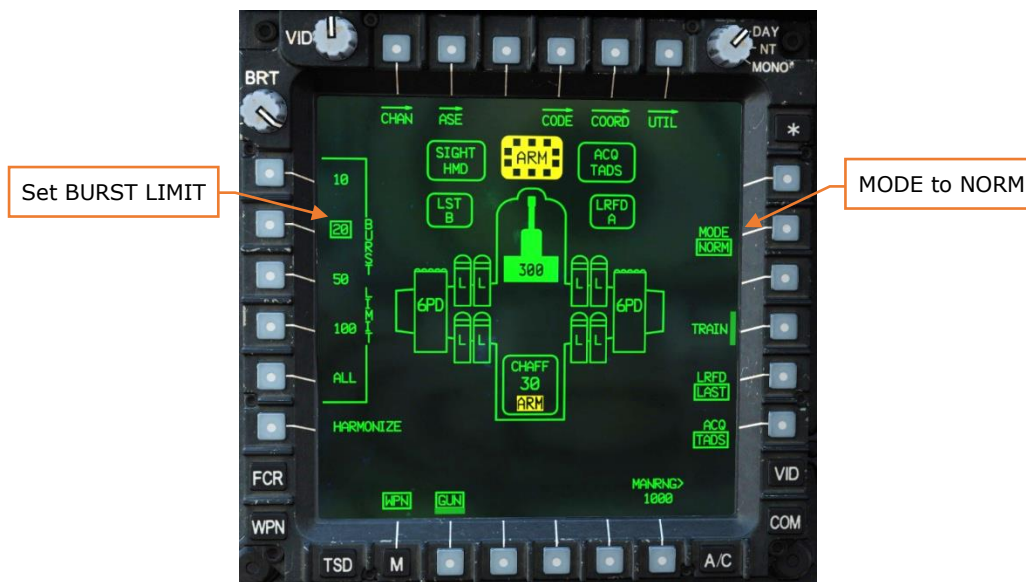 VID
DAY
NT
MONO*
BRT
CHAN
ASE
CODE
COORD
UTIL
*
SIGHT
HMD
ARM
ACQ
TADS
Set BURST LIMIT
MODE to NORM
10
LST
B
LRFD
A
20
BURST LIMIT
MODE
NORM
300
50
L L
L L
6PD
6PD
100
L L
L L
TRAIN
CHAFF
30
ARM
ALL
LRFD
LAST
HARMONIZE
ACQ
TADS
FCR
VID
MANRNG>
1000
WPN
GUN
WPN
COM
TSD
M
A/C